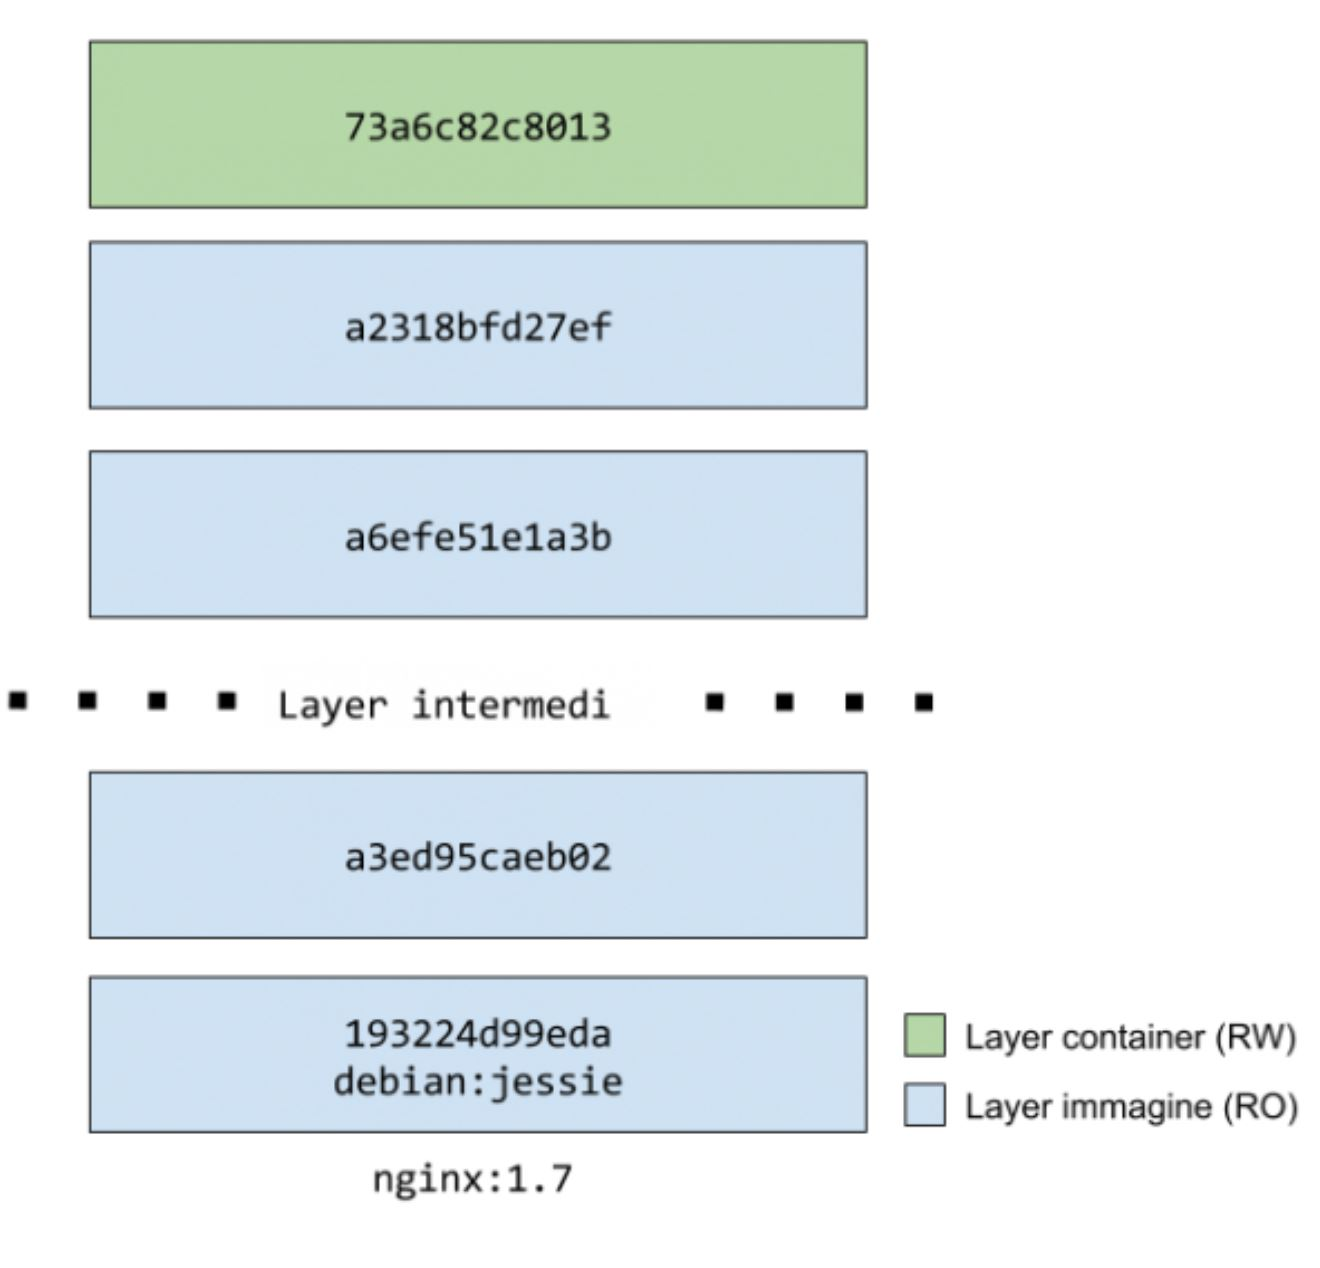 73a6c82c8013
a2318bfd27ef
a6efe51e1a3b
Layer intermedi
a3ed95caeb02
193224d99eda
debian:jessie
nginx:1.7
Layer container (RW)
Layer immagine (RO)